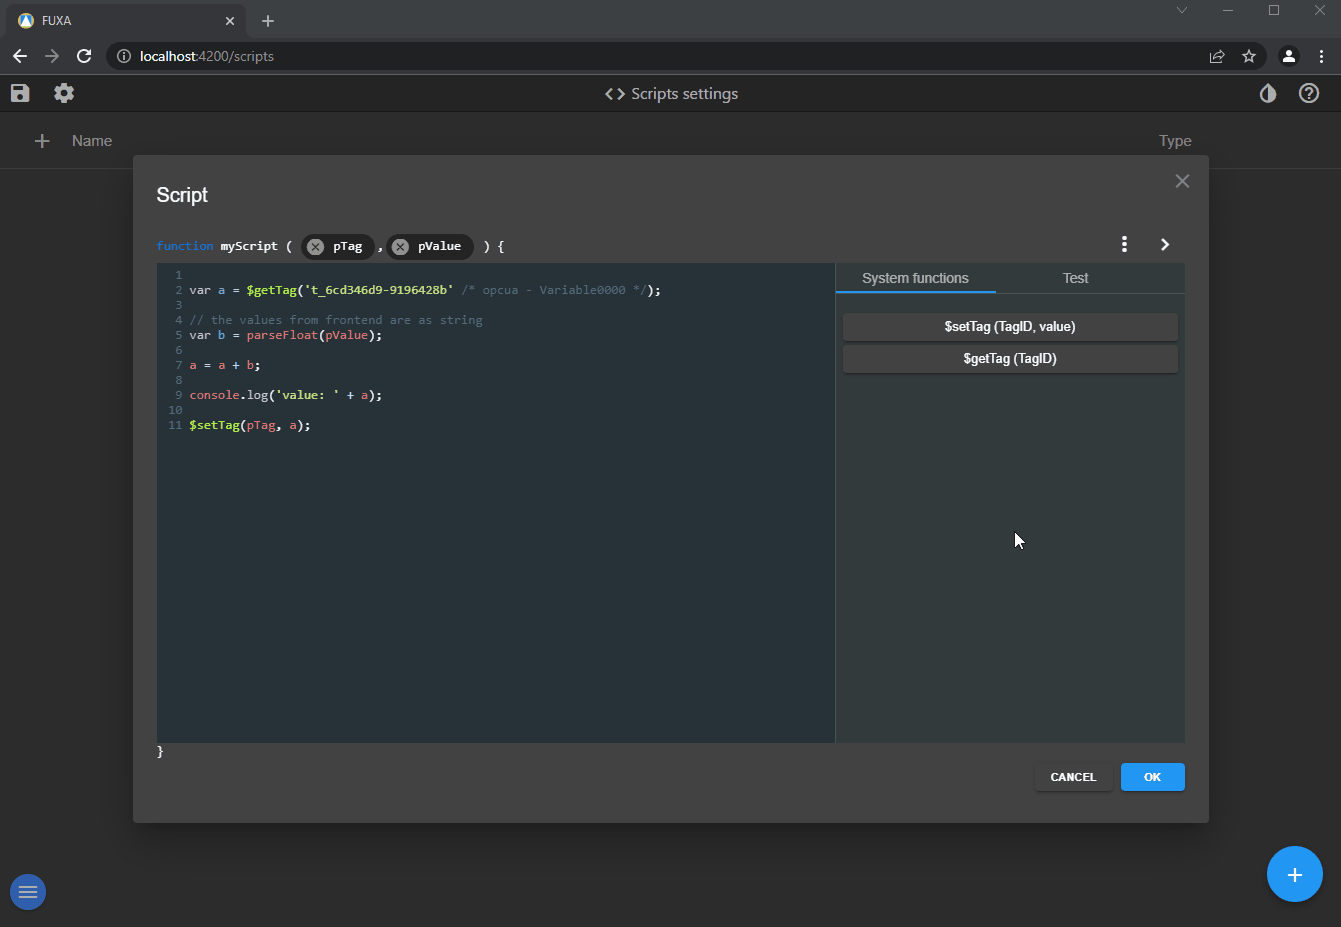 FUXA
localhost:4200/scripts
<> Scripts settings
Name
Type
Script
function myScript ( pTag , pValue ) {
1
2 var a = $getTag('t_6cd346d9-9196428b' /* opcua - Variable0000 */);
3
4 // the values from frontend are as string
5 var b = parseFloat(pValue);
6
7 a = a + b;
8
9 console.log('value: ' + a);
10
11 $setTag(pTag, a);
}
System functions
Test
$setTag (TagID, value)
$getTag (TagID)
CANCEL
OK